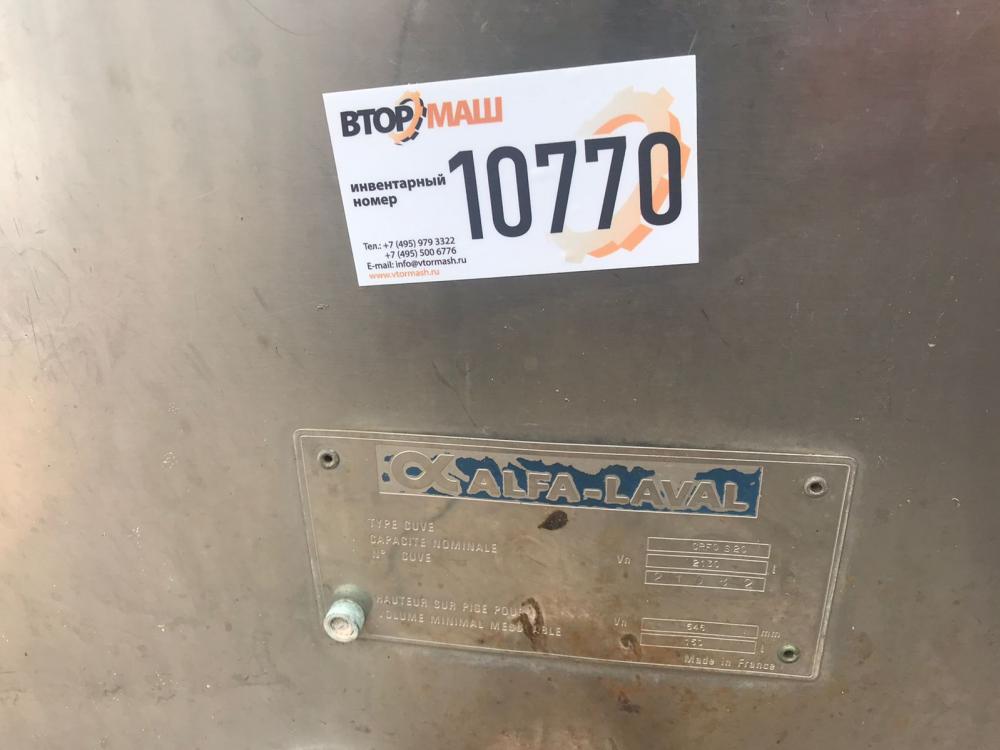 ВТОРМАШ
инвентарный
номер
10770
Тел.: +7 (495) 979 3322
+7 (495) 500 6776
E-mail: info@vtormash.ru
www.vtormash.ru
ALFA-LAVAL
TYPE CUVE
CAPACITE NOMINALE Vn 2130 l
N° CUVE
HAUTEUR SUR PIGE POUR Vn mm
VOLUME MINIMAL MESURABLE l
Made in France